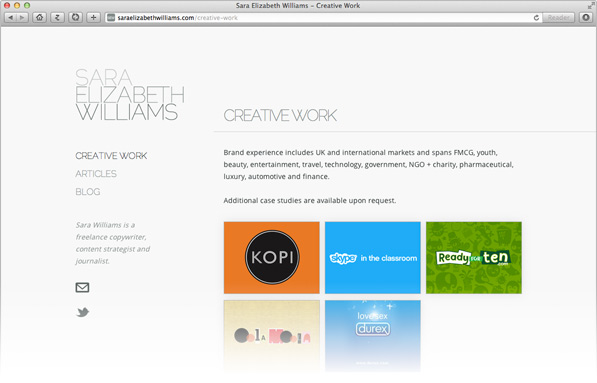 Sara Elizabeth Williams – Creative Work
saraelizabethwilliams.com/creative-work
Reader
SARA
ELIZABETH
WILLIAMS
CREATIVE WORK
ARTICLES
BLOG
Sara Williams is a
freelance copywriter,
content strategist and
journalist.
CREATIVE WORK
Brand experience includes UK and international markets and spans FMCG, youth,
beauty, entertainment, travel, technology, government, NGO + charity, pharmaceutical,
luxury, automotive and finance.
Additional case studies are available upon request.
KOPI
skype in the classroom
Ready for ten
lovesex
durex